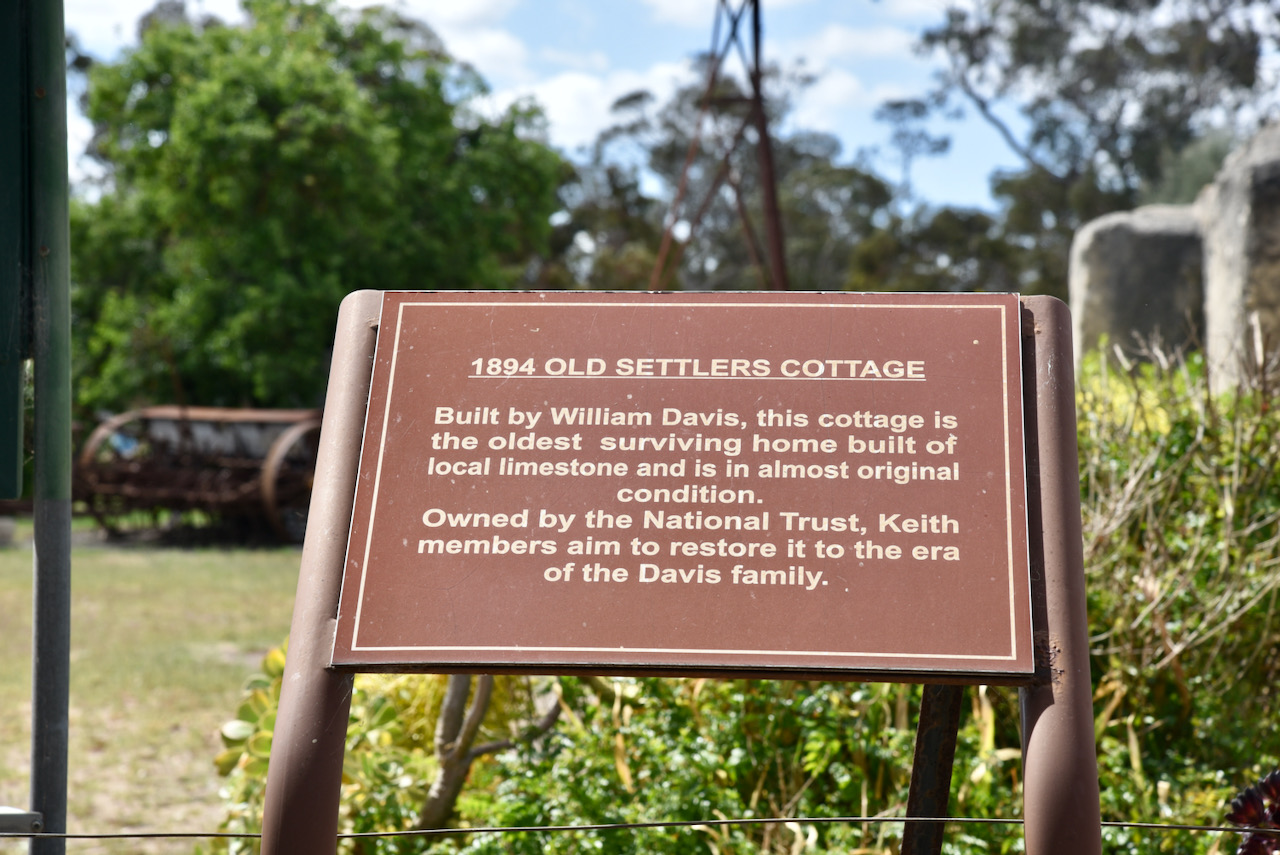 1894 OLD SETTLERS COTTAGE
Built by William Davis, this cottage is
the oldest  surviving home built of
local limestone and is in almost original
condition.
Owned by the National Trust, Keith
members aim to restore it to the era
of the Davis family.